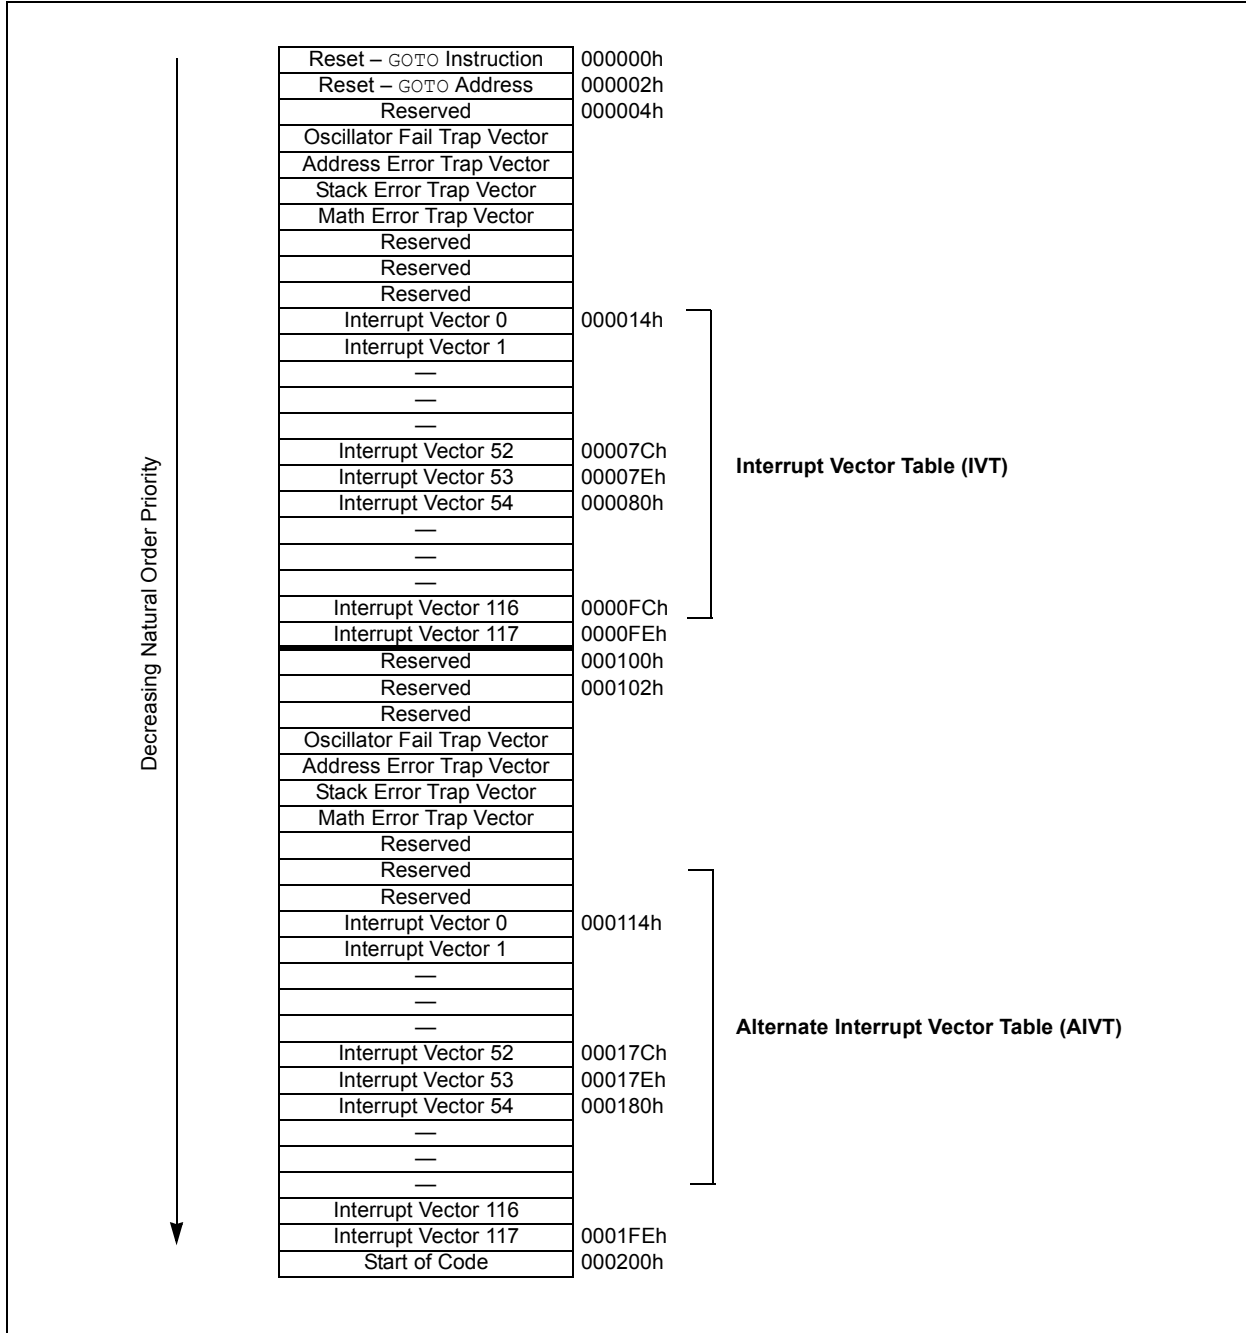 Reset – GOTO Instruction 000000h
Reset – GOTO Address 000002h
Reserved 000004h
Oscillator Fail Trap Vector
Address Error Trap Vector
Stack Error Trap Vector
Math Error Trap Vector
Reserved
Reserved
Reserved
Interrupt Vector 0 000014h
Interrupt Vector 1
—
—
—
Interrupt Vector 52 00007Ch
Interrupt Vector 53 00007Eh
Interrupt Vector 54 000080h
—
—
—
Interrupt Vector 116 0000FCh
Interrupt Vector 117 0000FEh
Reserved 000100h
Reserved 000102h
Reserved
Oscillator Fail Trap Vector
Address Error Trap Vector
Stack Error Trap Vector
Math Error Trap Vector
Reserved
Reserved
Reserved
Interrupt Vector 0 000114h
Interrupt Vector 1
—
—
—
Interrupt Vector 52 00017Ch
Interrupt Vector 53 00017Eh
Interrupt Vector 54 000180h
—
—
—
Interrupt Vector 116
Interrupt Vector 117 0001FEh
Start of Code 000200h
Decreasing Natural Order Priority
Interrupt Vector Table (IVT)
Alternate Interrupt Vector Table (AIVT)